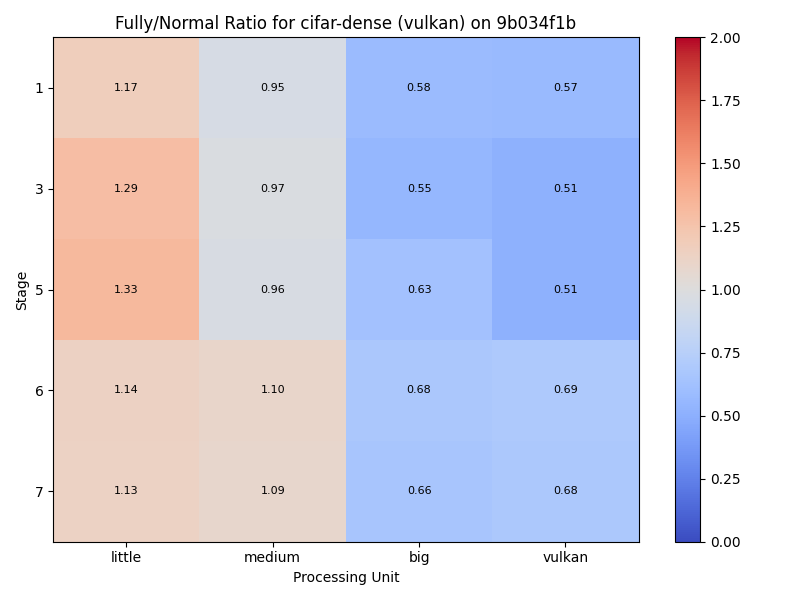 Fully/Normal Ratio for cifar-dense (vulkan) on 9b034f1b
Stage
1 1.17 0.95 0.58 0.57
3 1.29 0.97 0.55 0.51
5 1.33 0.96 0.63 0.51
6 1.14 1.10 0.68 0.69
7 1.13 1.09 0.66 0.68
little medium big vulkan
Processing Unit
2.00
1.75
1.50
1.25
1.00
0.75
0.50
0.25
0.00